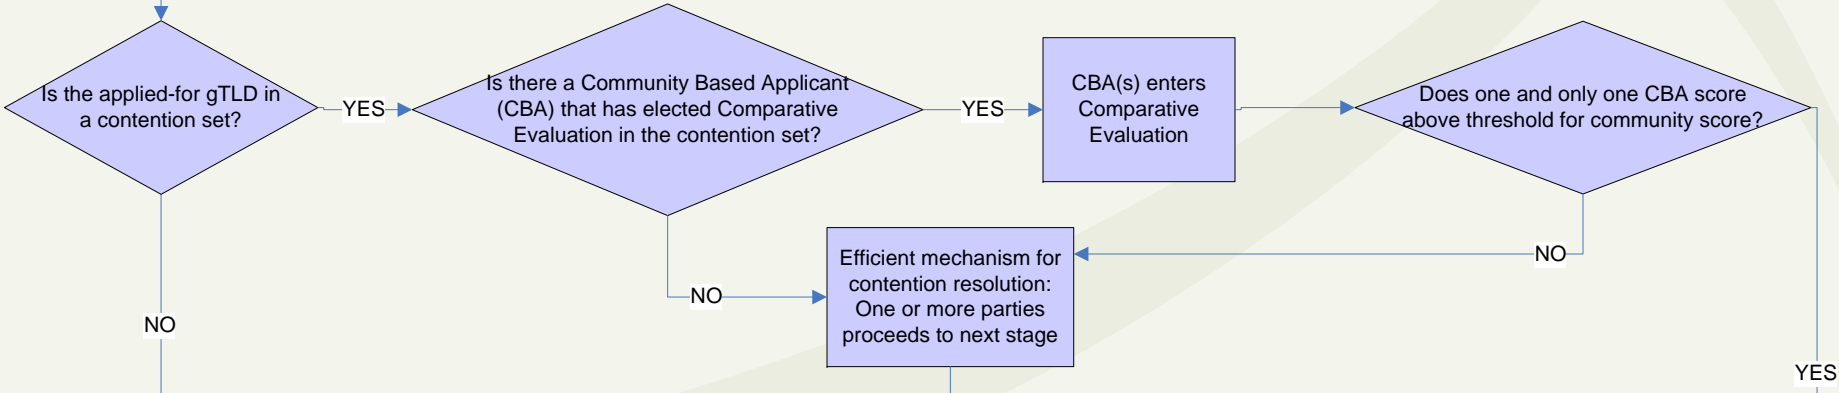 Is the applied-for gTLD in
a contention set?
YES
Is there a Community Based Applicant
(CBA) that has elected Comparative
Evaluation in the contention set?
YES
CBA(s) enters
Comparative
Evaluation
Does one and only one CBA score
above threshold for community score?
NO
NO
Efficient mechanism for
contention resolution:
One or more parties
proceeds to next stage
NO
YES